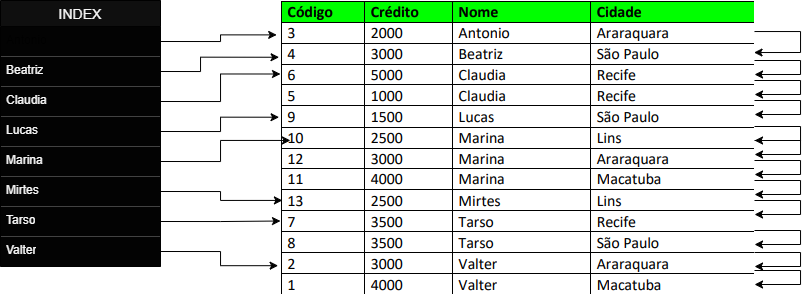 INDEX
Beatriz
Claudia
Lucas
Marina
Mirtes
Tarso
Valter
Código Crédito Nome Cidade
3 2000 Antonio Araraquara
4 3000 Beatriz São Paulo
6 5000 Claudia Recife
5 1000 Claudia Recife
9 1500 Lucas São Paulo
10 2500 Marina Lins
12 3000 Marina Araraquara
11 4000 Marina Macatuba
13 2500 Mirtes Lins
7 3500 Tarso Recife
8 3500 Tarso São Paulo
2 3000 Valter Araraquara
1 4000 Valter Macatuba